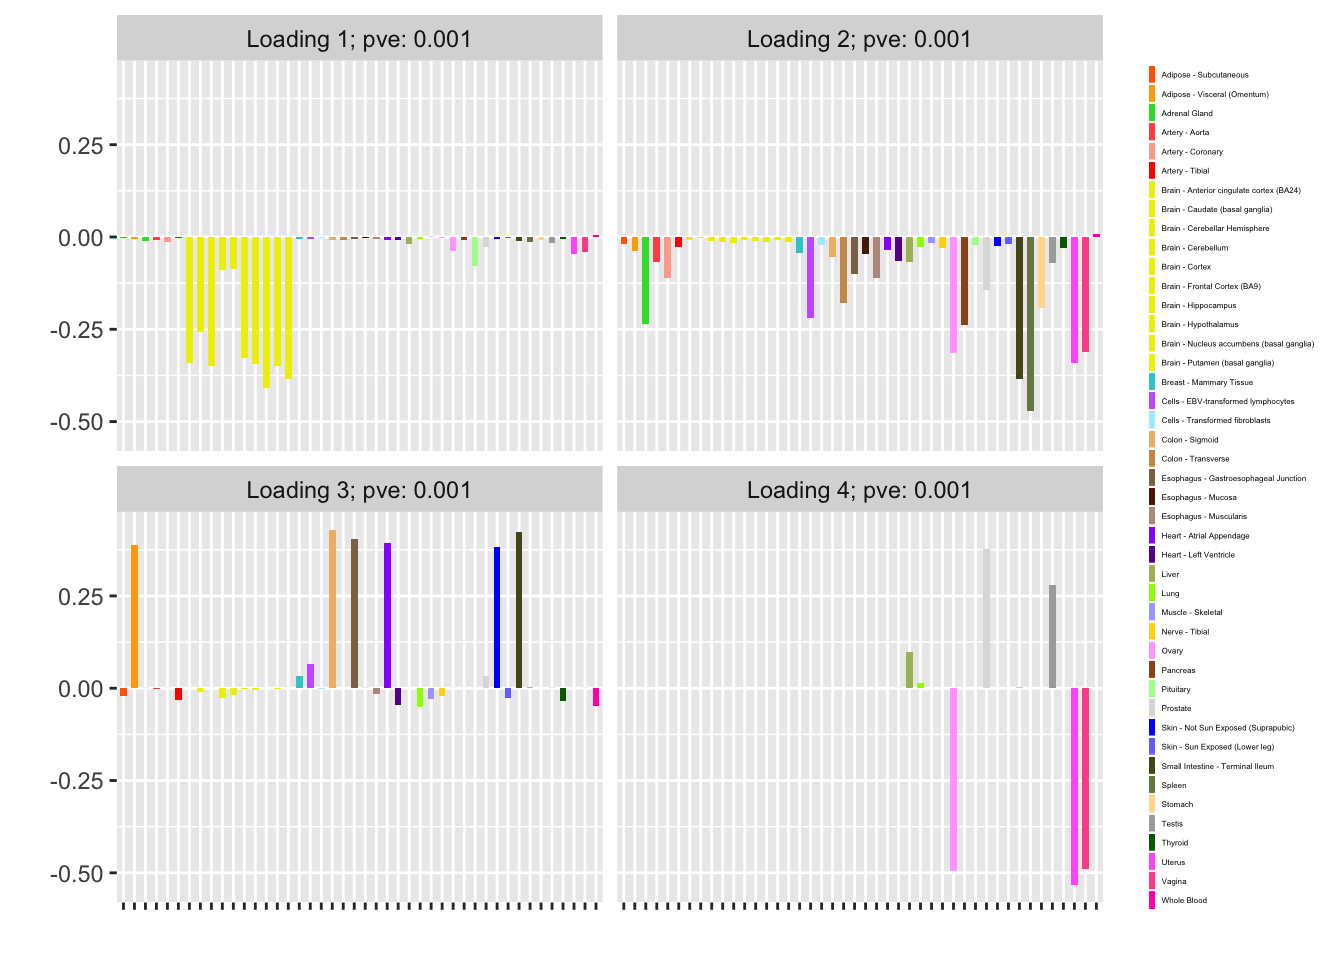 Loading 1; pve: 0.001
Loading 2; pve: 0.001
0.25
0.00
-0.25
-0.50
Loading 3; pve: 0.001
Loading 4; pve: 0.001
0.25
0.00
-0.25
-0.50
Adipose - Subcutaneous
Adipose - Visceral (Omentum)
Adrenal Gland
Artery - Aorta
Artery - Coronary
Artery - Tibial
Brain - Anterior cingulate cortex (BA24)
Brain - Caudate (basal ganglia)
Brain - Cerebellar Hemisphere
Brain - Cerebellum
Brain - Cortex
Brain - Frontal Cortex (BA9)
Brain - Hippocampus
Brain - Hypothalamus
Brain - Nucleus accumbens (basal ganglia)
Brain - Putamen (basal ganglia)
Breast - Mammary Tissue
Cells - EBV-transformed lymphocytes
Cells - Transformed fibroblasts
Colon - Sigmoid
Colon - Transverse
Esophagus - Gastroesophageal Junction
Esophagus - Mucosa
Esophagus - Muscularis
Heart - Atrial Appendage
Heart - Left Ventricle
Liver
Lung
Muscle - Skeletal
Nerve - Tibial
Ovary
Pancreas
Pituitary
Prostate
Skin - Not Sun Exposed (Suprapubic)
Skin - Sun Exposed (Lower leg)
Small Intestine - Terminal Ileum
Spleen
Stomach
Testis
Thyroid
Uterus
Vagina
Whole Blood